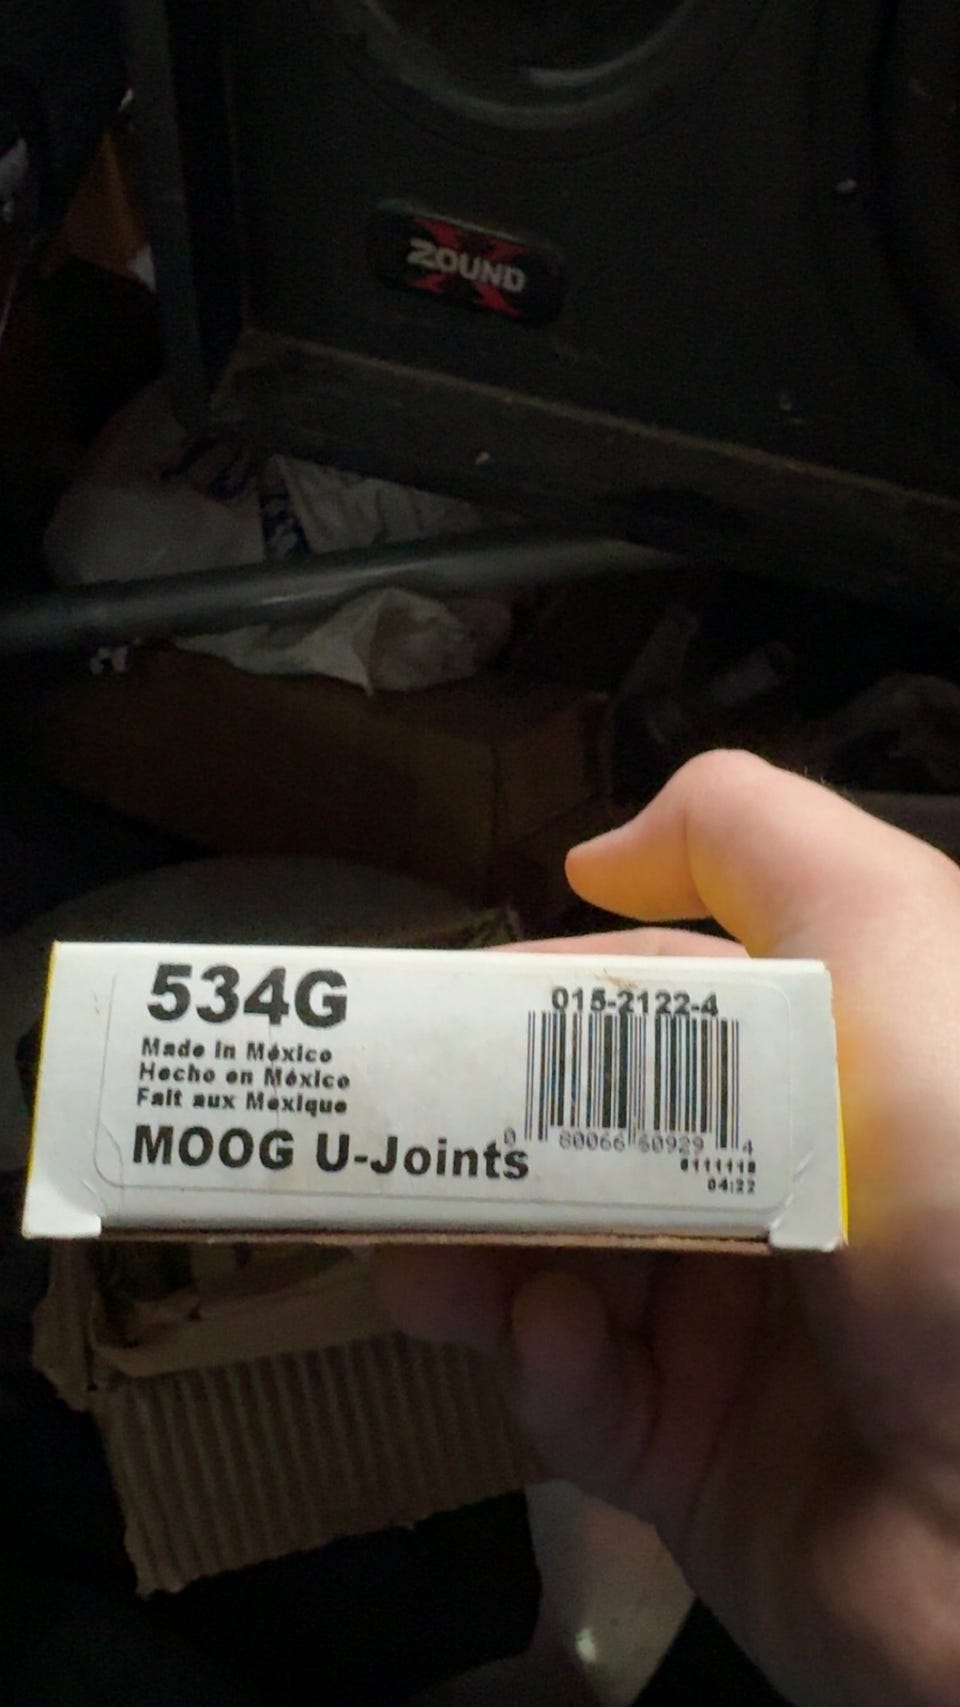 ZOUND
534G
015-2122-4
Made in México
Hecho en México
Fait aux Mexique
MOOG U-Joints
0 80066 60929 4
0111118
04:22